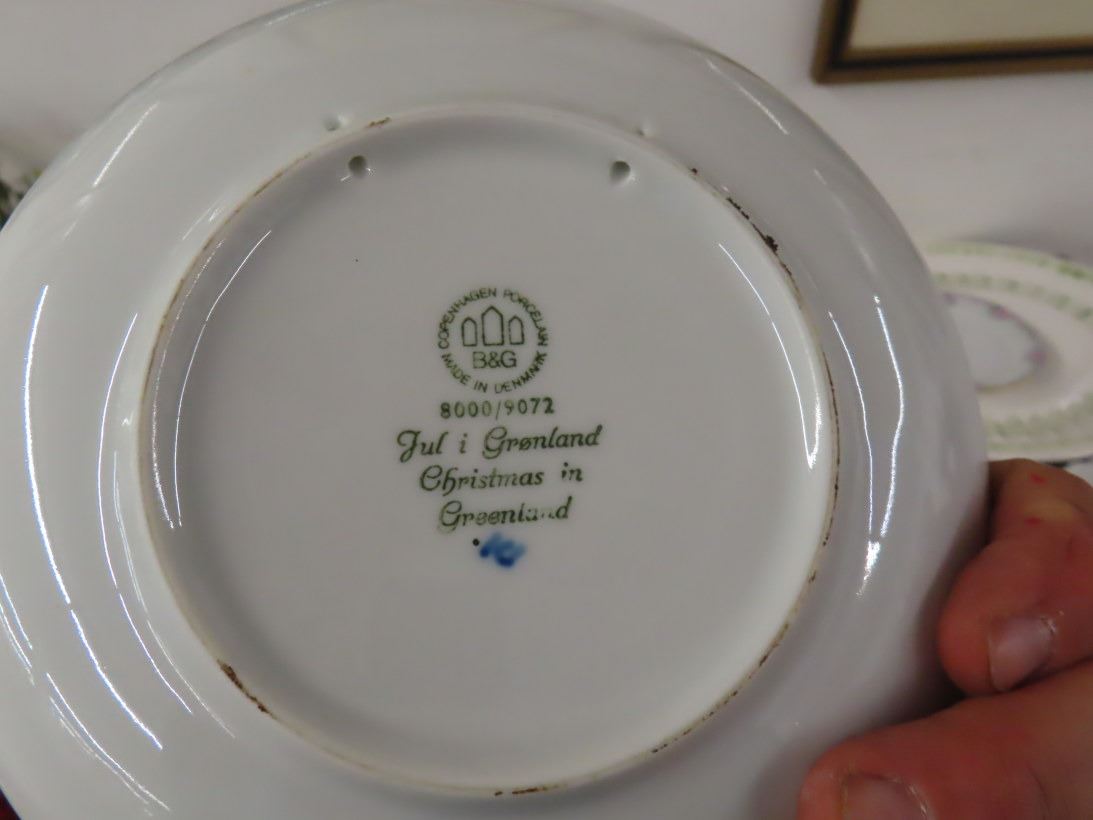 COPENHAGEN PORCELAIN
B&G
MADE IN DENMARK
8000/9072
Jul i Grønland
Christmas in
Greenland